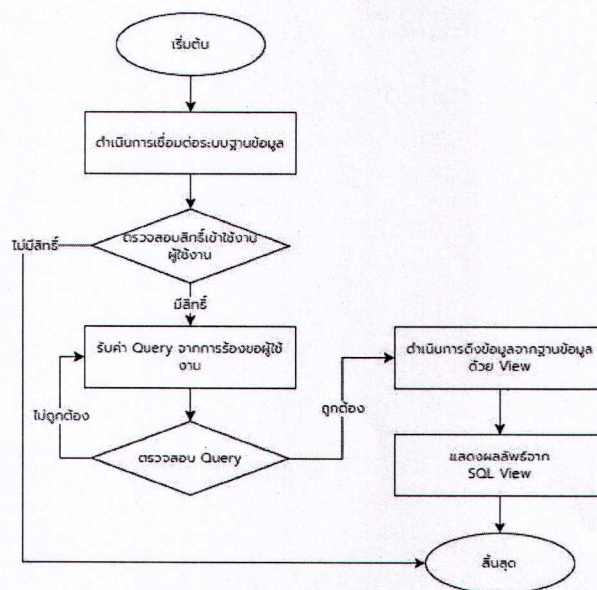 เริ่มต้น
ดำเนินการเชื่อมต่อระบบฐานข้อมูล
ตรวจสอบสิทธิ์เข้าใช้งาน
ผู้ใช้งาน
ไม่มีสิทธิ์
มีสิทธิ์
รับค่า Query จากการร้องขอผู้ใช้
งาน
ไม่ถูกต้อง
ตรวจสอบ Query
ถูกต้อง
ดำเนินการดึงข้อมูลจากฐานข้อมูล
ด้วย View
แสดงผลลัพธ์จาก
SQL View
สิ้นสุด